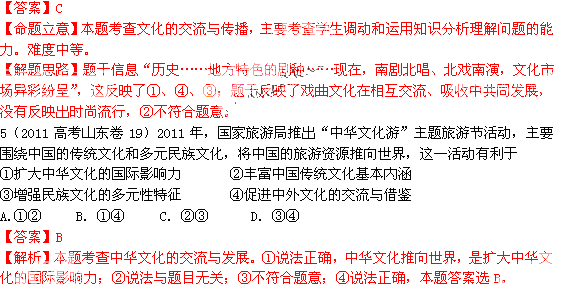 【答案】C
【命题立意】本题考查文化的交流与传播，主要考查学生调动和运用知识分析理解问题的能
力。难度中等。
【解题思路】题干信息“历史……地方特色的剧种……现在，南剧北唱、北戏南演，文化市
场异彩纷呈”，这反映了①、④、③；题干反映了戏曲文化在相互交流、吸收中共同发展，
没有反映出时尚流行，②不符合题意。
5（2011高考山东卷 19）2011 年，国家旅游局推出“中华文化游”主题旅游节活动，主要
围绕中国的传统文化和多元民族文化，将中国的旅游资源推向世界，这一活动有利于
①扩大中华文化的国际影响力 ②丰富中国传统文化基本内涵
③增强民族文化的多元性特征 ④促进中外文化的交流与借鉴
A.①② B. ①④ C. ②③ D. ③④
【答案】B
【解析】本题考查中华文化的交流与发展。①说法正确，中华文化推向世界，是扩大中华文
化的国际影响力；②说法与题目无关；③不符合题意；④说法正确，本题答案选 B。